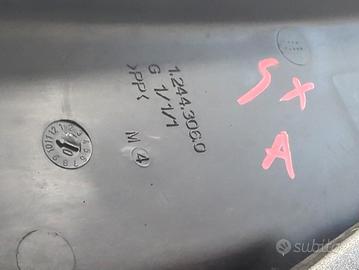 1.244.306.0
G 1/1/1
>PP<
M 4
SX
A
subito